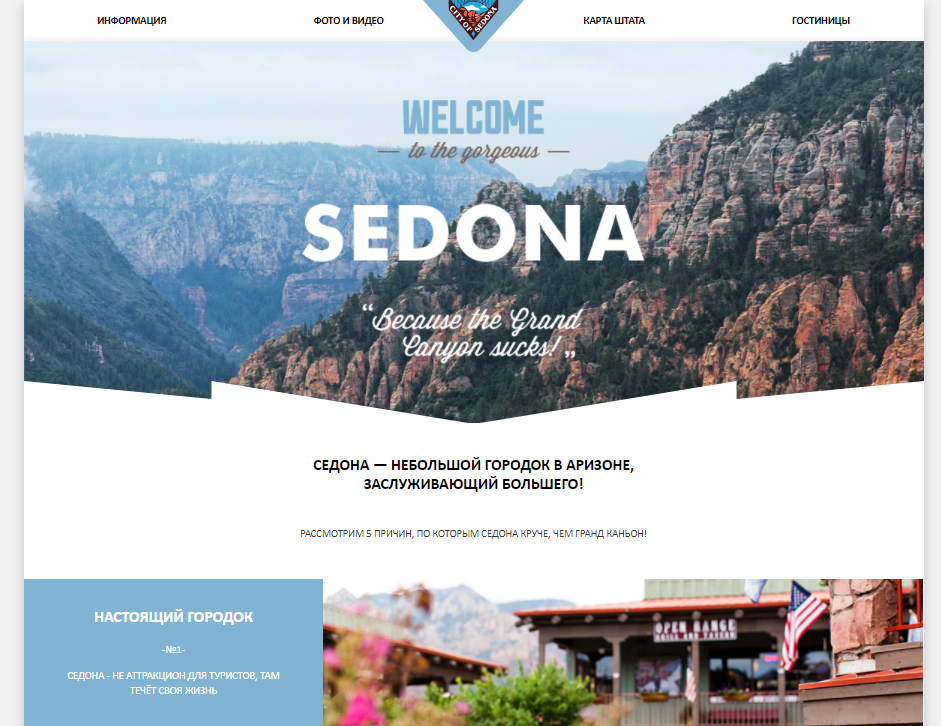 ИНФОРМАЦИЯ
ФОТО И ВИДЕО
CITY OF SEDONA
КАРТА ШТАТА
ГОСТИНИЦЫ
WELCOME
— to the gorgeous —
SEDONA
“Because the Grand
Canyon sucks!„
СЕДОНА — НЕБОЛЬШОЙ ГОРОДОК В АРИЗОНЕ,
ЗАСЛУЖИВАЮЩИЙ БОЛЬШЕГО!
РАССМОТРИМ 5 ПРИЧИН, ПО КОТОРЫМ СЕДОНА КРУЧЕ, ЧЕМ ГРАНД КАНЬОН!
НАСТОЯЩИЙ ГОРОДОК
-№1-
СЕДОНА - НЕ АТТРАКЦИОН ДЛЯ ТУРИСТОВ, ТАМ
ТЕЧЁТ СВОЯ ЖИЗНЬ
OPEN RANGE
GRILL AND TAVERN